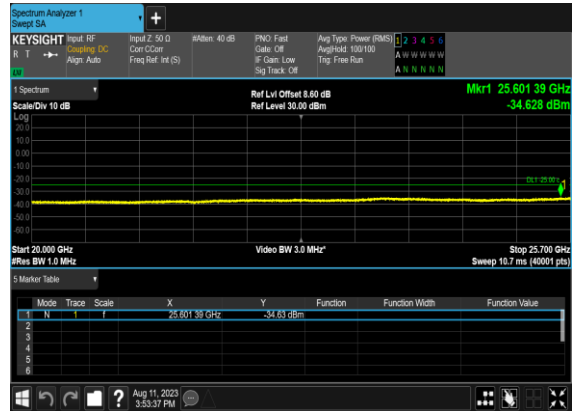 Spectrum Analyzer 1
Swept SA
+
KEYSIGHT Input: RF Input Z: 50 Ω #Atten: 40 dB PNO: Fast Avg Type: Power (RMS) 1 2 3 4 5 6
R T Coupling: DC Corr CCorr Gate: Off Avg|Hold: 100/100 A W W W W W
Align: Auto Freq Ref: Int (S) IF Gain: Low Trig: Free Run
LW Sig Track: Off A N N N N N
1 Spectrum Ref Lvl Offset 8.60 dB Mkr1 25.601 39 GHz
Scale/Div 10 dB Ref Level 30.00 dBm -34.628 dBm
Log
20.0
10.0
0.00
-10.0
-20.0
DL1 -25.00
1
-30.0
-40.0
-50.0
-60.0
Start 20.000 GHz Video BW 3.0 MHz* Stop 25.700 GHz
#Res BW 1.0 MHz Sweep 10.7 ms (40001 pts)
5 Marker Table
Mode Trace Scale X Y Function Function Width Function Value
1 N 1 f 25.601 39 GHz -34.63 dBm
2
3
4
5
6
? Aug 11, 2023
3:53:37 PM